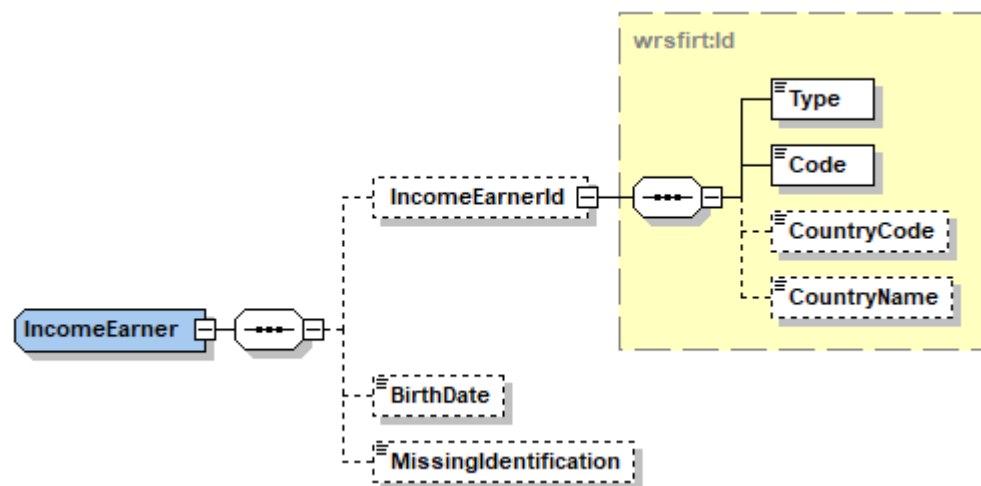 wrsfirt:Id
Type
Code
IncomeEarnerId
CountryCode
CountryName
IncomeEarner
BirthDate
MissingIdentification